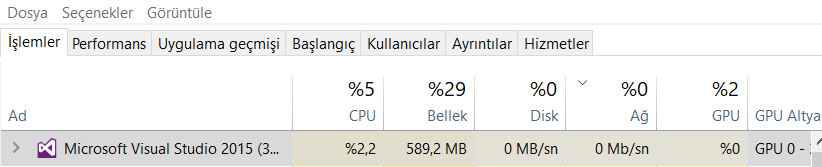 Dosya Seçenekler Görüntüle
İşlemler Performans Uygulama geçmişi Başlangıç Kullanıcılar Ayrıntılar Hizmetler
%5 %29 %0 %0 %2
Ad CPU Bellek Disk Ağ GPU GPU Altya
Microsoft Visual Studio 2015 (3... %2,2 589,2 MB 0 MB/sn 0 Mb/sn %0 GPU 0 -